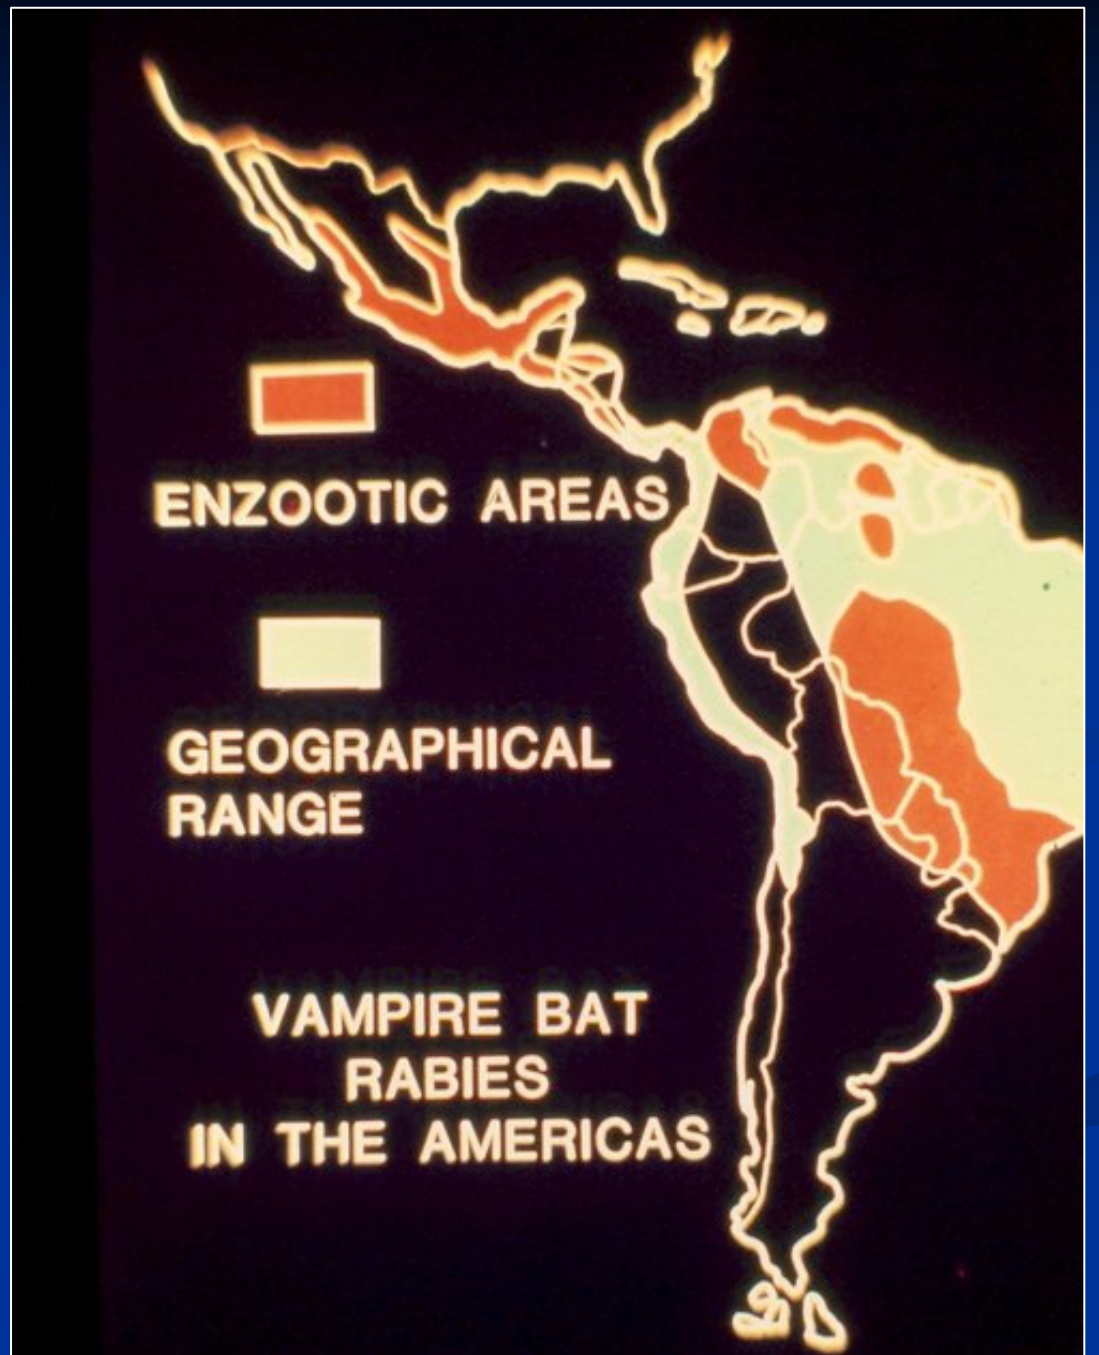 ENZOOTIC AREAS
GEOGRAPHICAL
RANGE
VAMPIRE BAT
RABIES
IN THE AMERICAS